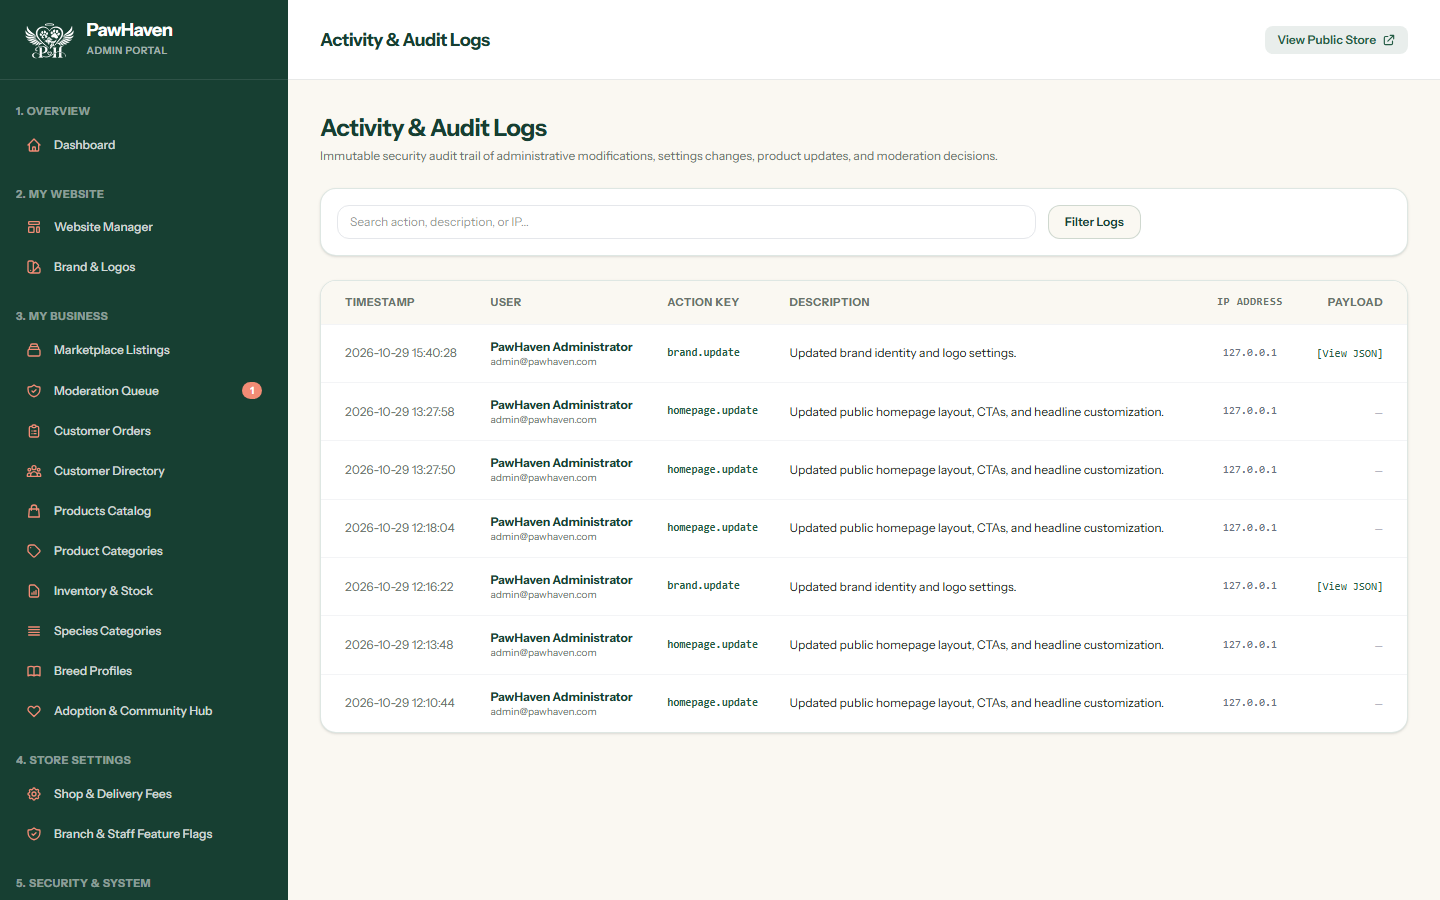 PawHaven
ADMIN PORTAL
1. OVERVIEW
Dashboard
2. MY WEBSITE
Website Manager
Brand & Logos
3. MY BUSINESS
Marketplace Listings
Moderation Queue 1
Customer Orders
Customer Directory
Products Catalog
Product Categories
Inventory & Stock
Species Categories
Breed Profiles
Adoption & Community Hub
4. STORE SETTINGS
Shop & Delivery Fees
Branch & Staff Feature Flags
5. SECURITY & SYSTEM
Activity & Audit Logs
View Public Store
Activity & Audit Logs
Immutable security audit trail of administrative modifications, settings changes, product updates, and moderation decisions.
Search action, description, or IP...
Filter Logs
TIMESTAMP USER ACTION KEY DESCRIPTION IP ADDRESS PAYLOAD
2026-10-29 15:40:28 PawHaven Administrator brand.update Updated brand identity and logo settings. 127.0.0.1 [View JSON]
admin@pawhaven.com
2026-10-29 13:27:58 PawHaven Administrator homepage.update Updated public homepage layout, CTAs, and headline customization. 127.0.0.1 —
admin@pawhaven.com
2026-10-29 13:27:50 PawHaven Administrator homepage.update Updated public homepage layout, CTAs, and headline customization. 127.0.0.1 —
admin@pawhaven.com
2026-10-29 12:18:04 PawHaven Administrator homepage.update Updated public homepage layout, CTAs, and headline customization. 127.0.0.1 —
admin@pawhaven.com
2026-10-29 12:16:22 PawHaven Administrator brand.update Updated brand identity and logo settings. 127.0.0.1 [View JSON]
admin@pawhaven.com
2026-10-29 12:13:48 PawHaven Administrator homepage.update Updated public homepage layout, CTAs, and headline customization. 127.0.0.1 —
admin@pawhaven.com
2026-10-29 12:10:44 PawHaven Administrator homepage.update Updated public homepage layout, CTAs, and headline customization. 127.0.0.1 —
admin@pawhaven.com